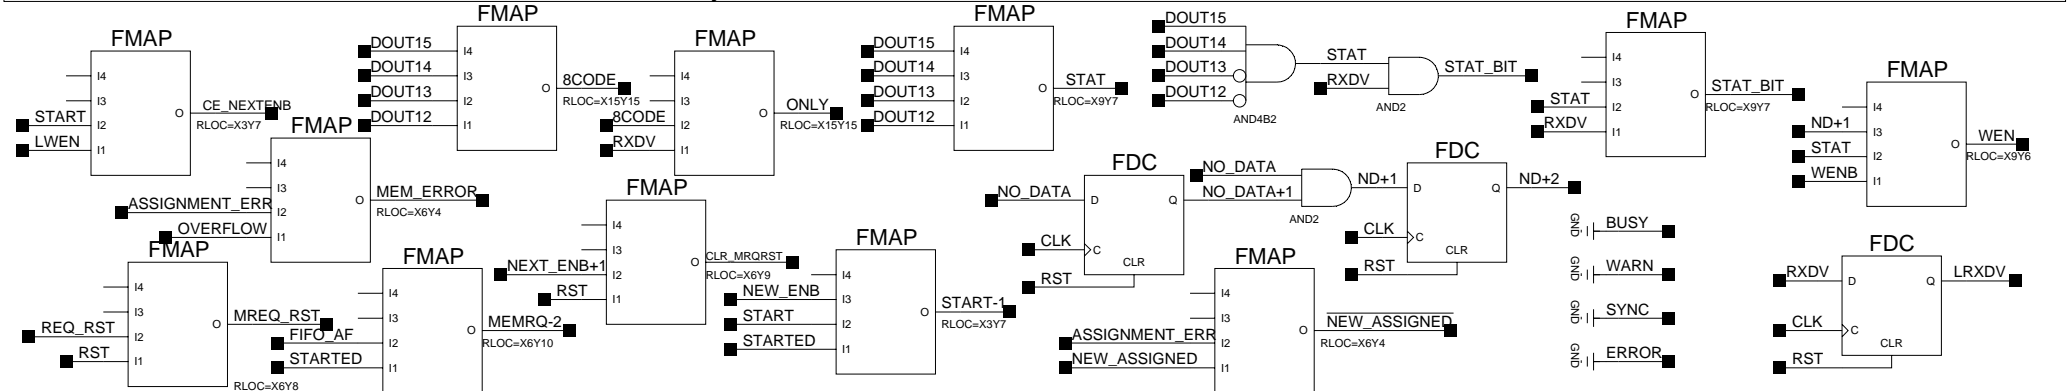 FMAP
I4
I3
I2
I1
O
START
LWEN
CE_NEXTENB
RLOC=X3Y7
FMAP
DOUT15
DOUT14
DOUT13
DOUT12
I4
I3
I2
I1
O
8CODE
RLOC=X15Y15
FMAP
I4
I3
I2
I1
O
8CODE
RXDV
ONLY
RLOC=X15Y15
FMAP
DOUT15
DOUT14
DOUT13
DOUT12
I4
I3
I2
I1
O
STAT
RLOC=X9Y7
DOUT15
DOUT14
DOUT13
DOUT12
AND4B2
STAT
RXDV
AND2
STAT_BIT
FMAP
I4
I3
I2
I1
O
STAT
RXDV
STAT_BIT
RLOC=X9Y7
FMAP
I4
I3
I2
I1
O
ND+1
STAT
WENB
WEN
RLOC=X9Y6
FMAP
I4
I3
I2
I1
O
ASSIGNMENT_ERR
OVERFLOW
MEM_ERROR
RLOC=X6Y4
FMAP
I4
I3
I2
I1
O
NEXT_ENB+1
RST
CLR_MRQRST
RLOC=X6Y9
FDC
NO_DATA
D
Q
CLK
C
CLR
RST
NO_DATA
NO_DATA+1
AND2
ND+1
FDC
D
Q
ND+2
CLK
C
CLR
RST
FMAP
I4
I3
I2
I1
O
REQ_RST
RST
MREQ_RST
RLOC=X6Y8
FMAP
I4
I3
I2
I1
O
FIFO_AF
STARTED
MEMRQ-2
RLOC=X6Y10
FMAP
I4
I3
I2
I1
O
NEW_ENB
START
STARTED
START-1
RLOC=X3Y7
FMAP
I4
I3
I2
I1
O
ASSIGNMENT_ERR
NEW_ASSIGNED
NEW_ASSIGNED
RLOC=X6Y4
GND
BUSY
GND
WARN
GND
SYNC
GND
ERROR
FDC
RXDV
D
Q
LRXDV
CLK
C
CLR
RST